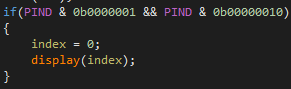 if(PIND & 0b0000001 && PIND & 0b00000010)
{
    index = 0;
    display(index);
}